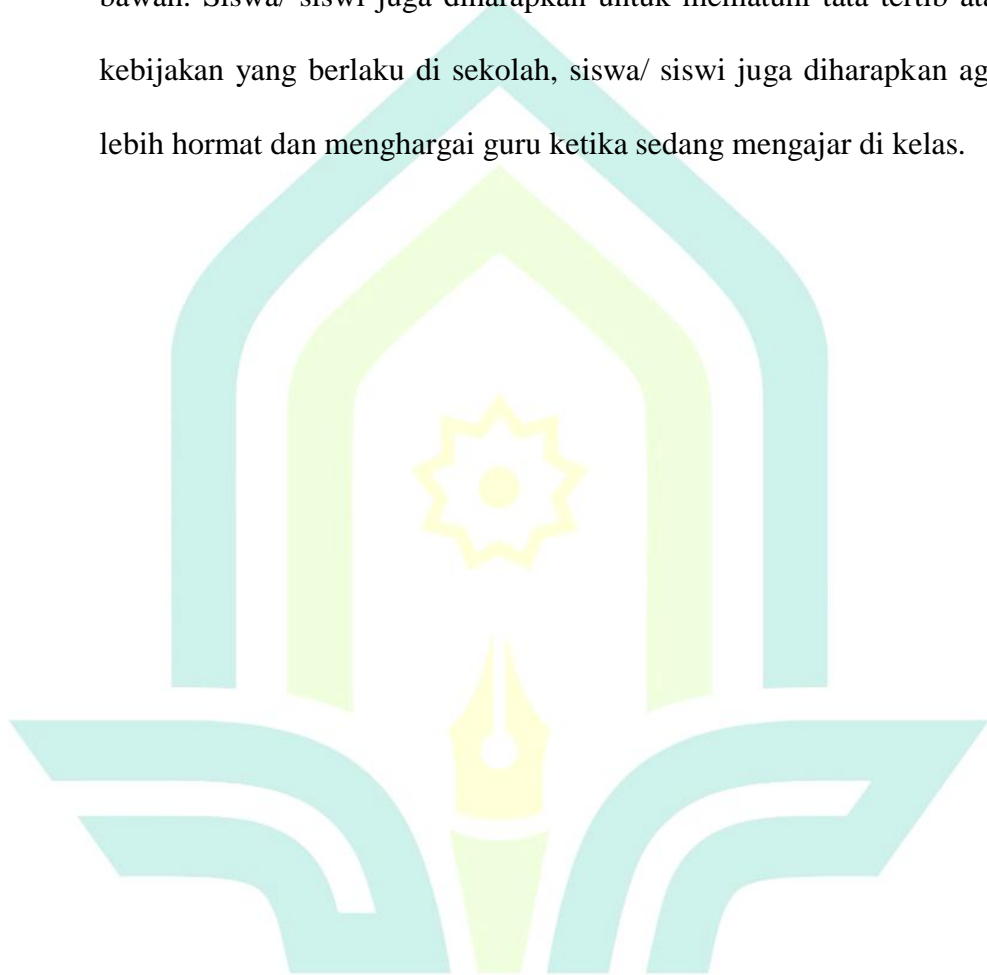 bawah. Siswa/ siswi juga diharapkan untuk mematuhi tata tertib
kebijakan yang berlaku di sekolah, siswa/ siswi juga diharapkan
lebih hormat dan menghargai guru ketika sedang mengajar di kelas.